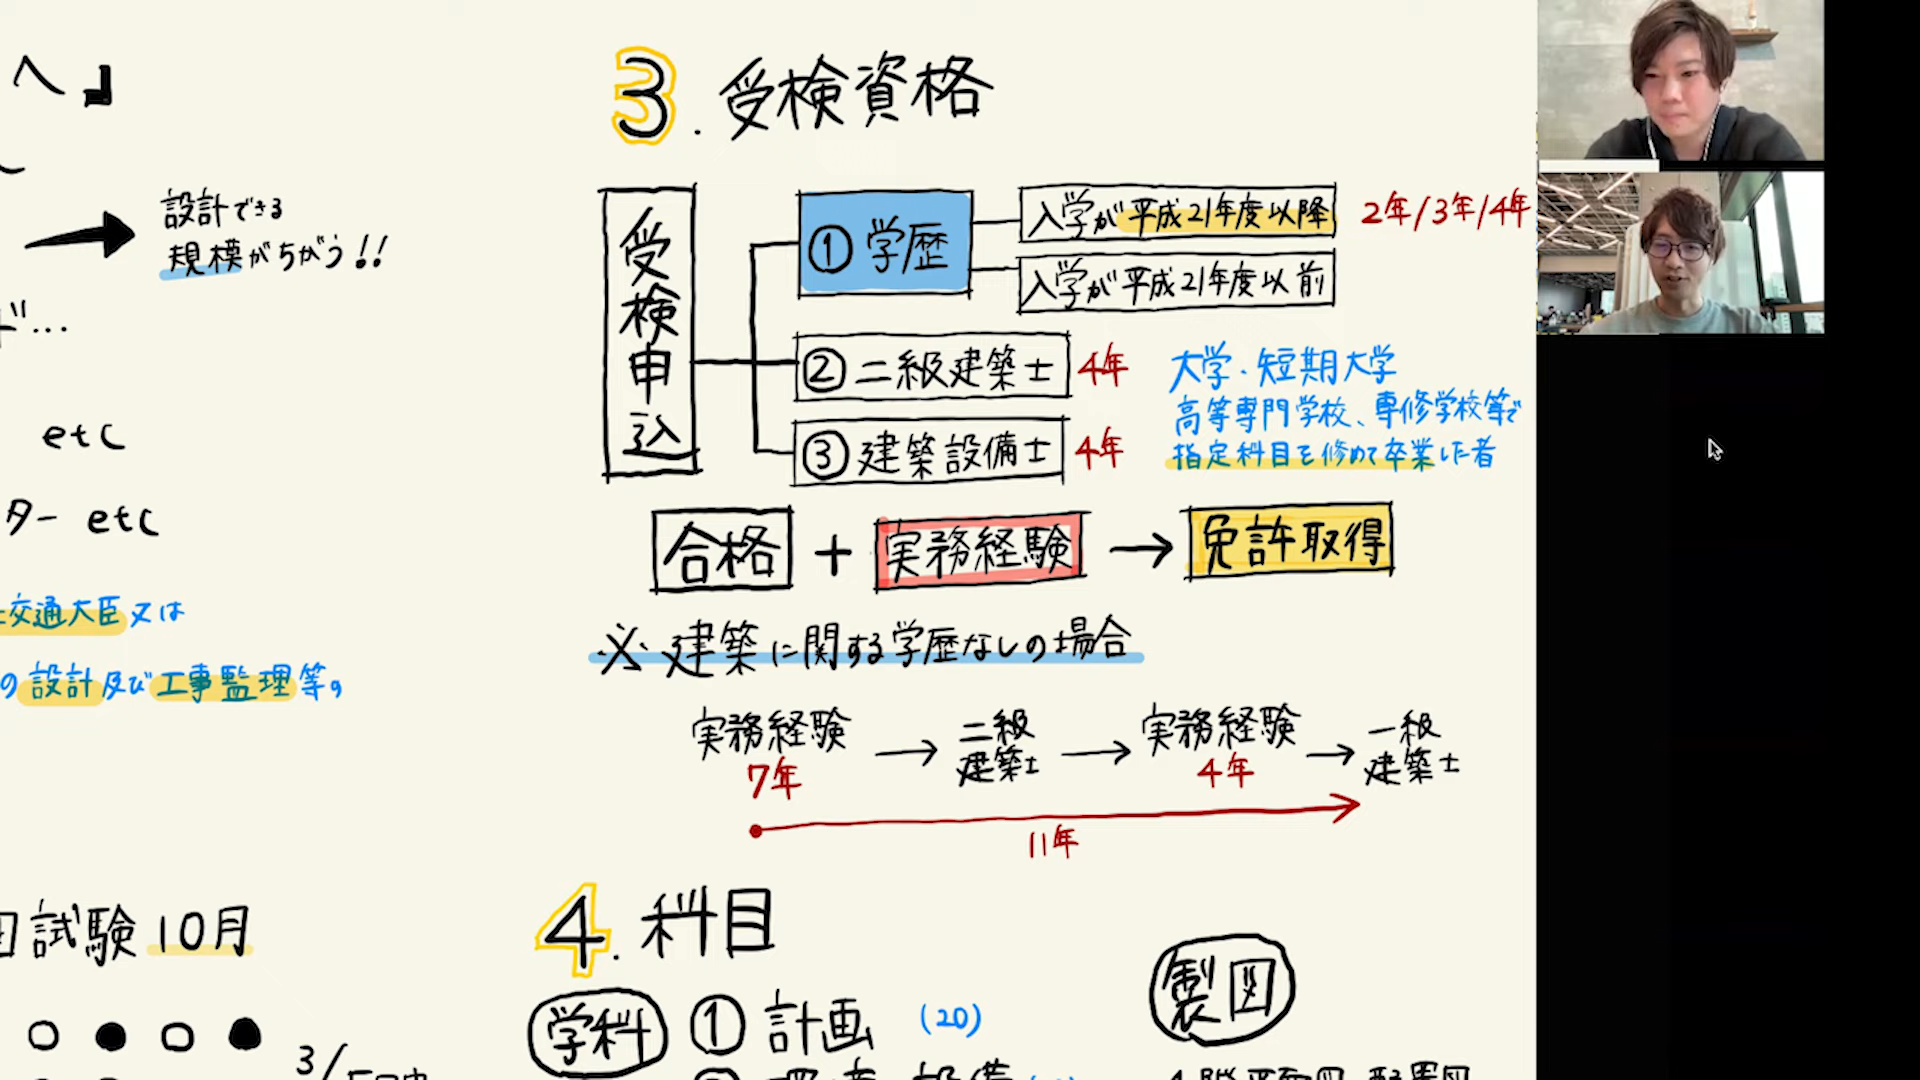 へ』
設計できる
規模がちがう!!
etc
ター etc
交通大臣又は
の設計及び工事監理等の
試験 10月
3/
3. 受検資格
受検申込
① 学歴
入学が平成21年度以降
2年/3年/4年
入学が平成21年度以前
② 二級建築士
4年
③ 建築設備士
4年
大学・短期大学
高等専門学校、専修学校等で
指定科目を修めて卒業した者
合格 + 実務経験 → 免許取得
※ 建築に関する学歴なしの場合
実務経験 → 二級建築士 → 実務経験 → 一級建築士
7年
4年
11年
4. 科目
学科
① 計画 (20)
製図